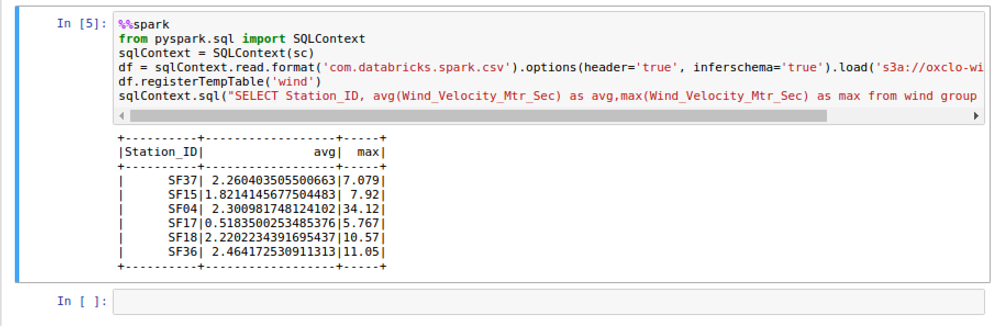 In [5]:
%%spark
from pyspark.sql import SQLContext
sqlContext = SQLContext(sc)
df = sqlContext.read.format('com.databricks.spark.csv').options(header='true', inferschema='true').load('s3a://oxclo-wi
df.registerTempTable('wind')
sqlContext.sql("SELECT Station_ID, avg(Wind_Velocity_Mtr_Sec) as avg,max(Wind_Velocity_Mtr_Sec) as max from wind group
+----------+------------------+-----+
|Station_ID|               avg|  max|
+----------+------------------+-----+
|      SF37| 2.260403505500663|7.079|
|      SF15|1.8214145677504483| 7.92|
|      SF04| 2.300981748124102|34.12|
|      SF17|0.5183500253485376|5.767|
|      SF18|2.2202234391695437|10.57|
|      SF36| 2.464172530911313|11.05|
+----------+------------------+-----+
In [ ]: